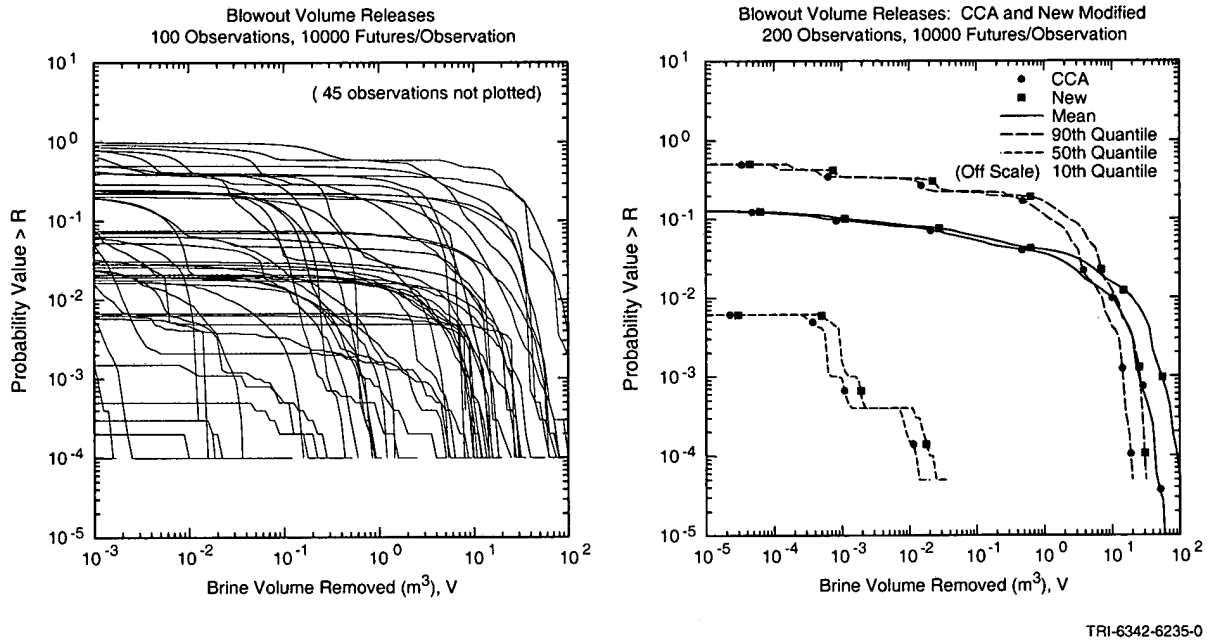 Blowout Volume Releases
100 Observations, 10000 Futures/Observation
( 45 observations not plotted)
10^1
10^0
10^-1
10^-2
10^-3
10^-4
10^-5
Probability Value > R
10^-3
10^-2
10^-1
10^0
10^1
10^2
Brine Volume Removed (m^3), V
Blowout Volume Releases: CCA and New Modified
200 Observations, 10000 Futures/Observation
CCA
New
Mean
90th Quantile
50th Quantile
(Off Scale) 10th Quantile
10^1
10^0
10^-1
10^-2
10^-3
10^-4
10^-5
Probability Value > R
10^-5
10^-4
10^-3
10^-2
10^-1
10^0
10^1
10^2
Brine Volume Removed (m^3), V
TRI-6342-6235-0